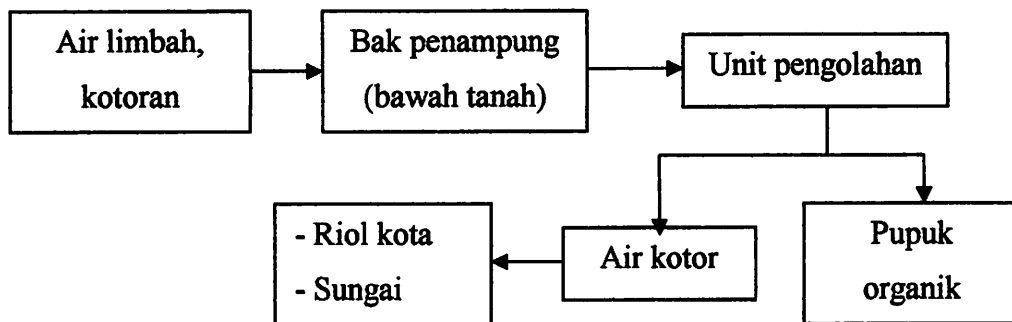 Air limbah,
kotoran
Bak penampung
(bawah tanah)
Unit pengolahan
- Riol kota
- Sungai
Air kotor
Pupuk
organik